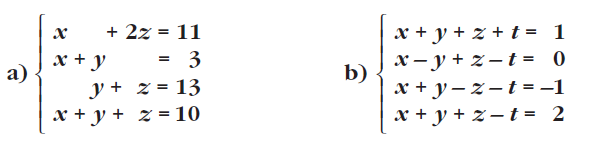 a) x + 2z = 11
x + y = 3
y + z = 13
x + y + z = 10
b) x + y + z + t = 1
x – y + z – t = 0
x + y – z – t = –1
x + y + z – t = 2